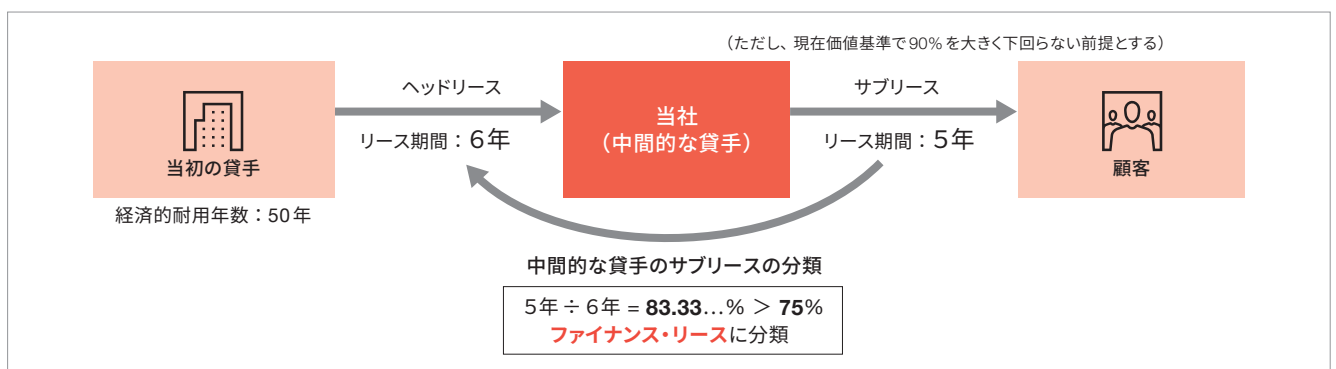 （ただし、現在価値基準で90%を大きく下回らない前提とする）
ヘッドリース
サブリース
当初の貸手
当社
（中間的な貸手）
顧客
リース期間：6年
リース期間：5年
経済的耐用年数：50年
中間的な貸手のサブリースの分類
5年÷6年＝83.33...% ＞ 75%
ファイナンス・リースに分類